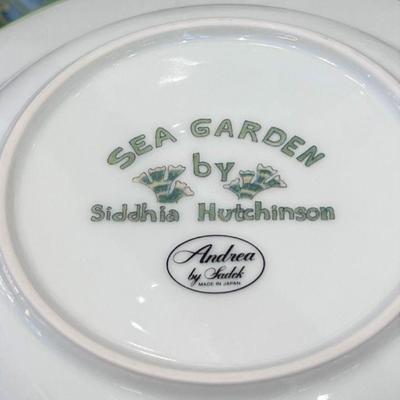 SEA GARDEN
by
Siddhia Hutchinson
Andrea
by Sadek
MADE IN JAPAN